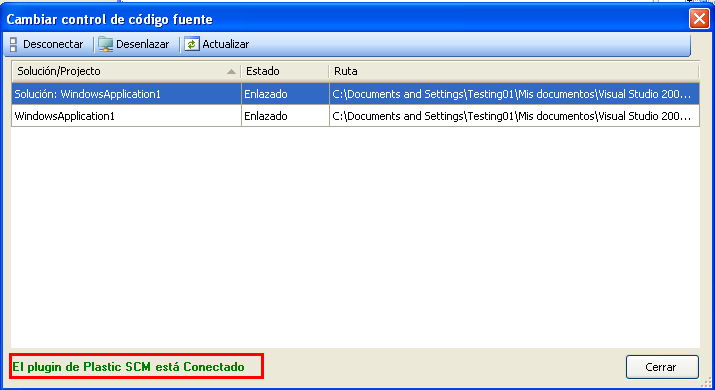 Cambiar control de código fuente
Desconectar Desenlazar Actualizar
Solución/Projecto Estado Ruta
Solución: WindowsApplication1 Enlazado C:\Documents and Settings\Testing01\Mis documentos\Visual Studio 200...
WindowsApplication1 Enlazado C:\Documents and Settings\Testing01\Mis documentos\Visual Studio 200...
El plugin de Plastic SCM está Conectado
Cerrar